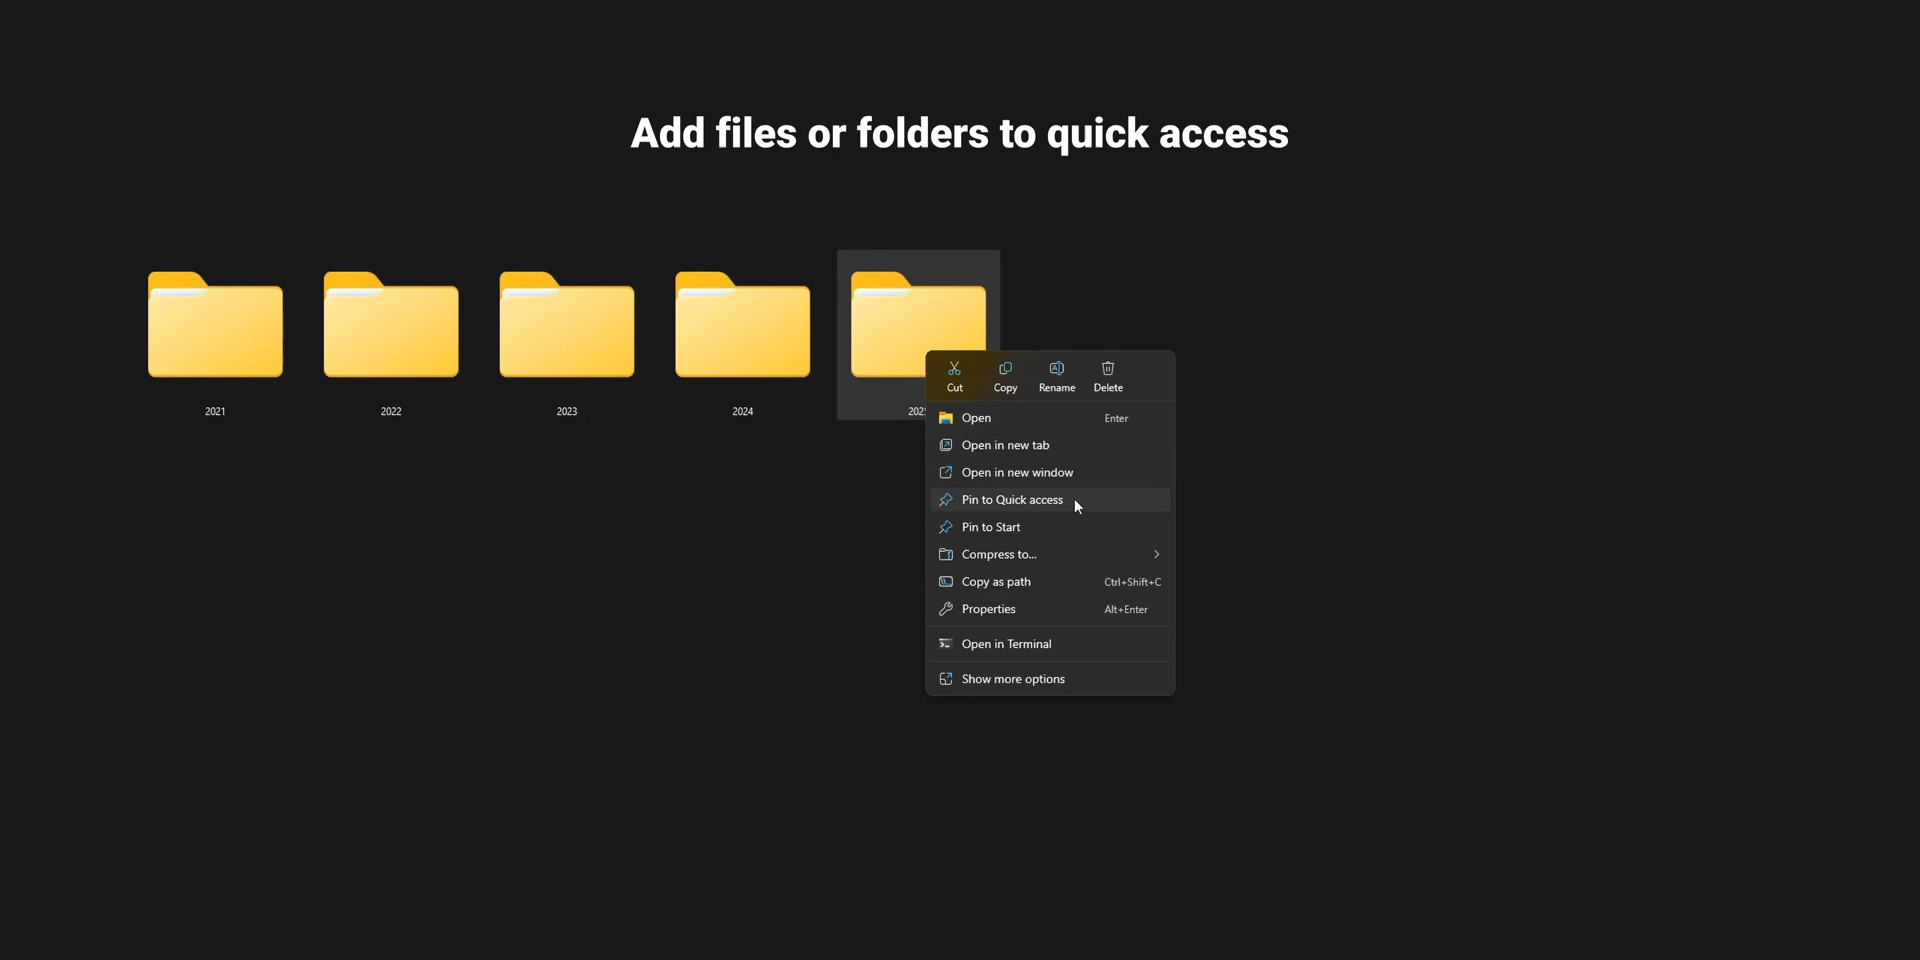 Add files or folders to quick access
2021
2022
2023
2024
Cut Copy Rename Delete
Open Enter
Open in new tab
Open in new window
Pin to Quick access
Pin to Start
Compress to...
Copy as path Ctrl+Shift+C
Properties Alt+Enter
Open in Terminal
Show more options